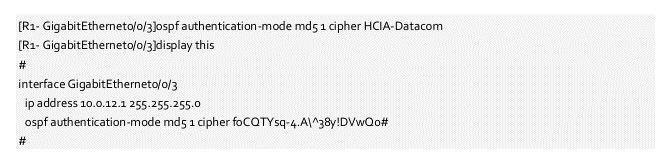 [R1- GigabitEthernet0/0/3]ospf authentication-mode md5 1 cipher HCIA-Datacom
[R1- GigabitEthernet0/0/3]display this
#
interface GigabitEthernet0/0/3
ip address 10.0.12.1 255.255.255.0
ospf authentication-mode md5 1 cipher foCQTYsq-4.A\^38y!DVwQ0#
#